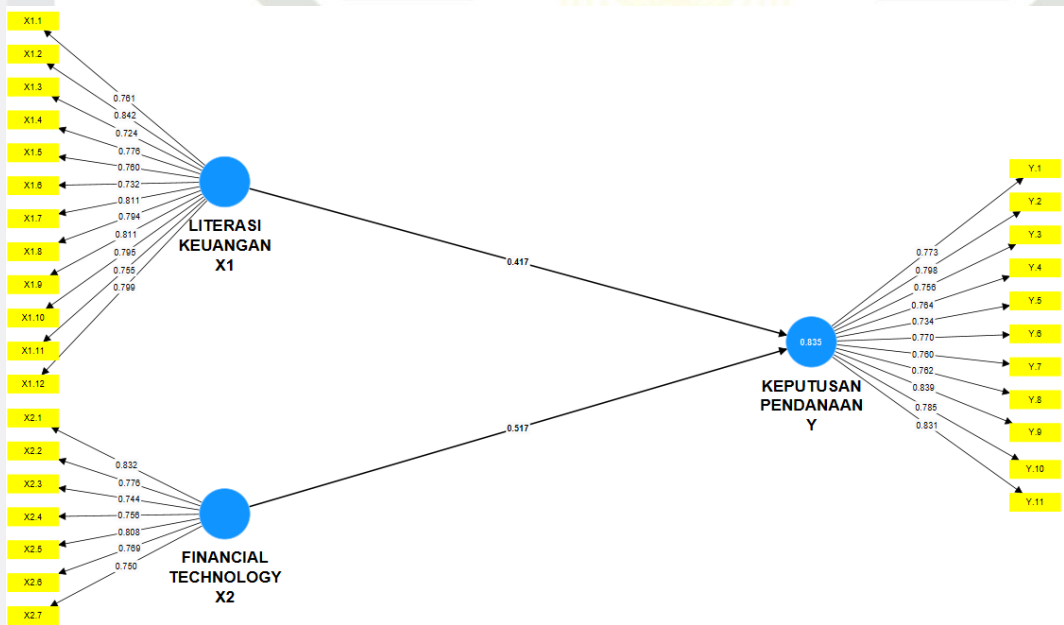 X1.1
X1.2
X1.3
X1.4
X1.5
X1.6
X1.7
X1.8
X1.9
X1.10
X1.11
X1.12
0.761
0.842
0.724
0.776
0.760
0.732
0.811
0.794
0.811
0.795
0.755
0.799
LITERASI
KEUANGAN
X1
0.417
X2.1
X2.2
X2.3
X2.4
X2.5
X2.6
X2.7
0.832
0.776
0.744
0.756
0.808
0.769
0.750
FINANCIAL
TECHNOLOGY
X2
0.517
0.835
KEPUTUSAN
PENDANAAN
Y
0.773
0.798
0.756
0.764
0.734
0.770
0.760
0.762
0.839
0.785
0.831
Y.1
Y.2
Y.3
Y.4
Y.5
Y.6
Y.7
Y.8
Y.9
Y.10
Y.11